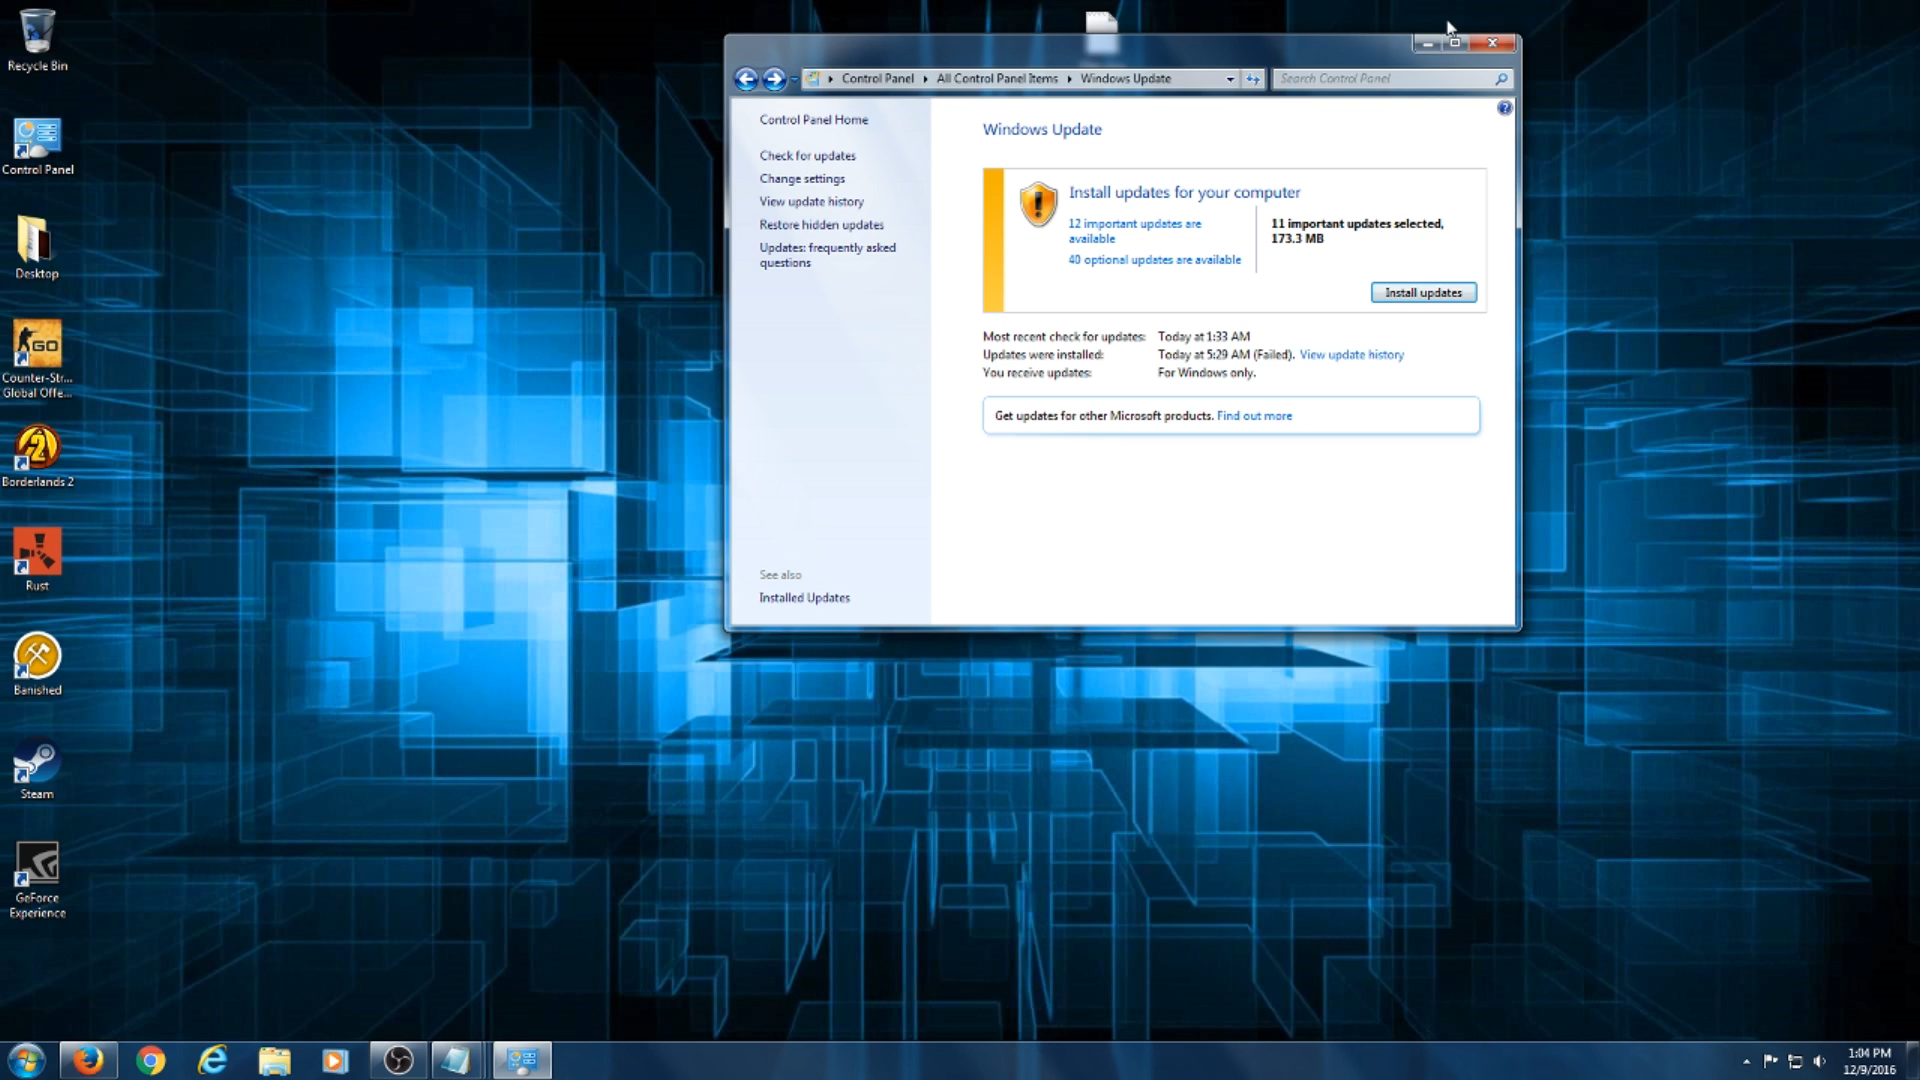 Recycle Bin
Control Panel
Desktop
Counter-Str...
Global Offe...
Borderlands 2
Rust
Banished
Steam
GeForce
Experience
Control Panel
All Control Panel Items
Windows Update
Search Control Panel
Control Panel Home
Check for updates
Change settings
View update history
Restore hidden updates
Updates: frequently asked
questions
See also
Installed Updates
Windows Update
Install updates for your computer
12 important updates are
available
40 optional updates are available
11 important updates selected,
173.3 MB
Install updates
Most recent check for updates: Today at 1:33 AM
Updates were installed: Today at 5:29 AM (Failed). View update history
You receive updates: For Windows only.
Get updates for other Microsoft products. Find out more
1:04 PM
12/9/2016